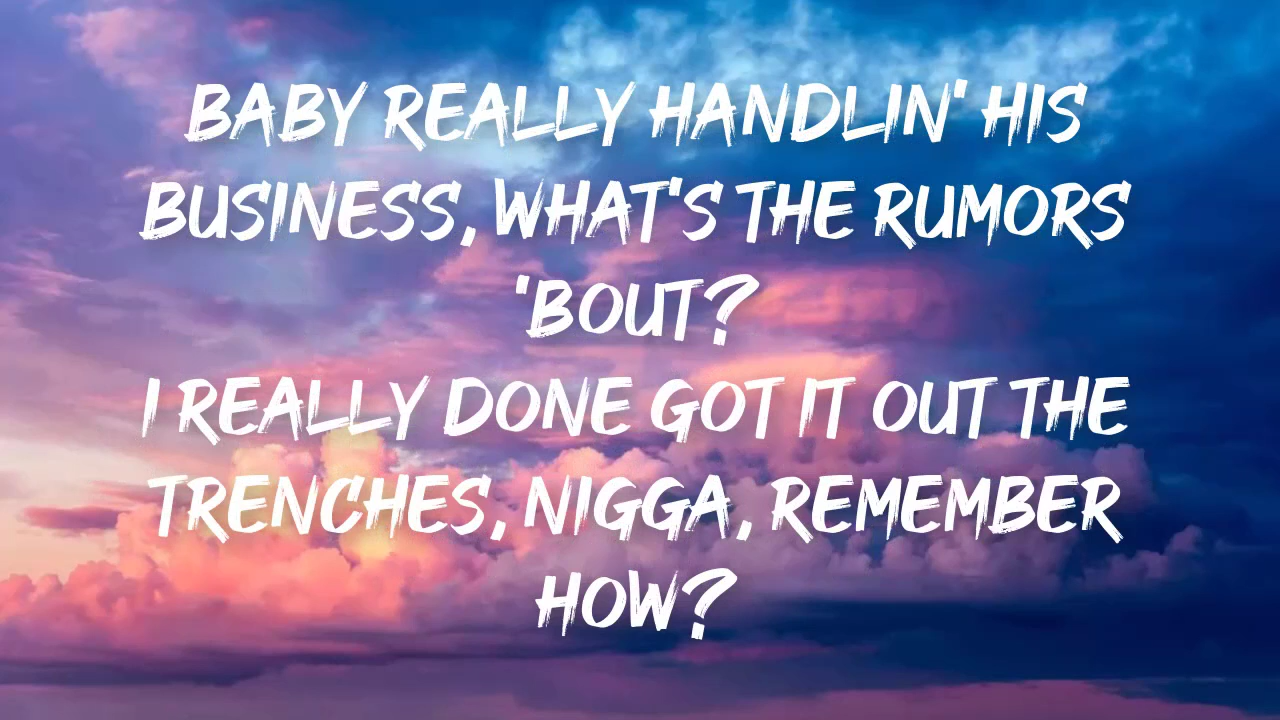 BABY REALLY HANDLIN' HIS
BUSINESS, WHAT'S THE RUMORS
'BOUT?
I REALLY DONE GOT IT OUT THE
TRENCHES, NIGGA, REMEMBER
HOW?